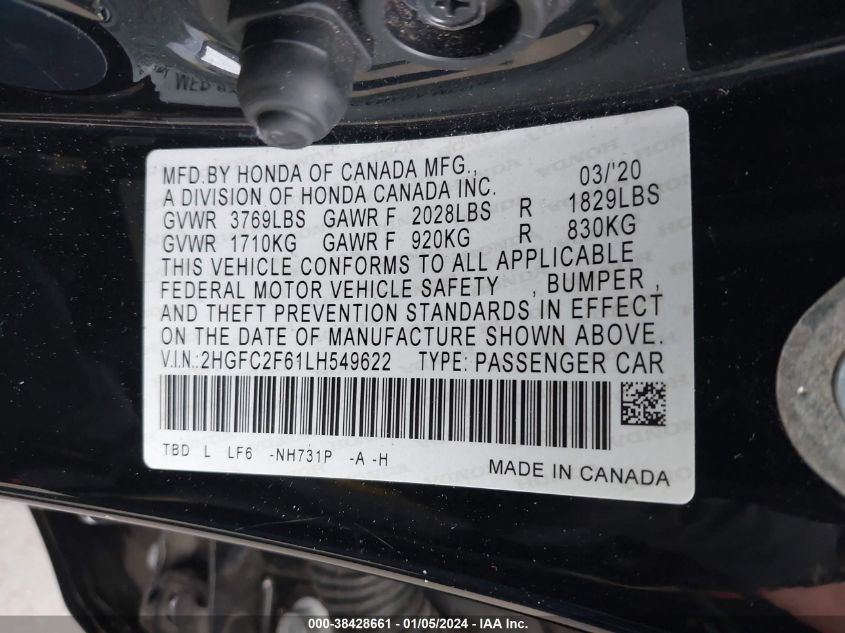 MFD.BY HONDA OF CANADA MFG., 03/'20
A DIVISION OF HONDA CANADA INC.
GVWR 3769LBS GAWR F 2028LBS R 1829LBS
GVWR 1710KG GAWR F 920KG R 830KG
THIS VEHICLE CONFORMS TO ALL APPLICABLE
FEDERAL MOTOR VEHICLE SAFETY , BUMPER ,
AND THEFT PREVENTION STANDARDS IN EFFECT
ON THE DATE OF MANUFACTURE SHOWN ABOVE.
V.I.N.:2HGFC2F61LH549622 TYPE: PASSENGER CAR
TBD L LF6 -NH731P -A -H
MADE IN CANADA
000-38428661 - 01/05/2024 - IAA Inc.